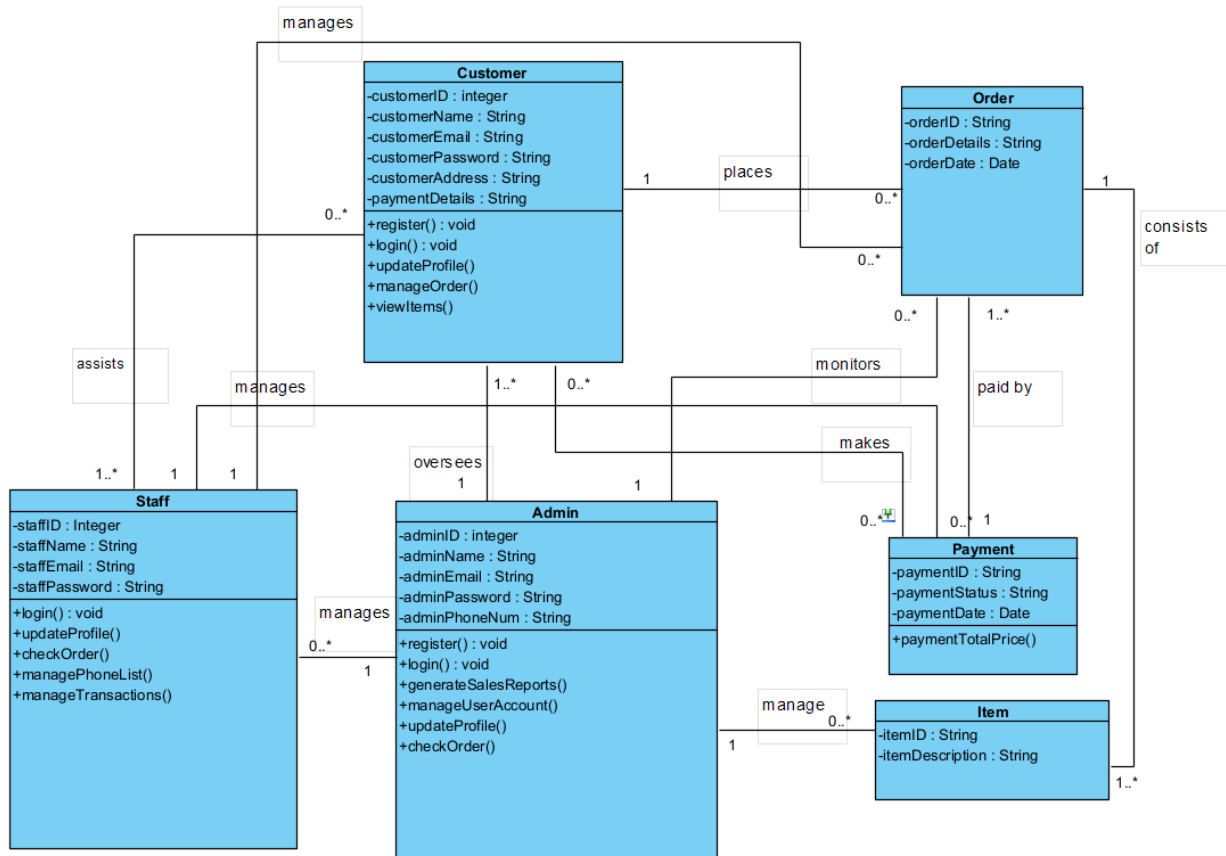 manages
Customer
-customerID : integer
-customerName : String
-customerEmail : String
-customerPassword : String
-customerAddress : String
-paymentDetails : String
+register() : void
+login() : void
+updateProfile()
+manageOrder()
+viewItems()
Order
-orderID : String
-orderDetails : String
-orderDate : Date
1
places
0..*
1
consists
of
0..*
0..*
assists
manages
1..*
0..*
monitors
0..*
1..*
paid by
makes
oversees
1
1
1..*
1
1
0..*
0..*
1
Staff
-staffID : Integer
-staffName : String
-staffEmail : String
-staffPassword : String
+login() : void
+updateProfile()
+checkOrder()
+managePhoneList()
+manageTransactions()
manages
0..*
1
Admin
-adminID : integer
-adminName : String
-adminEmail : String
-adminPassword : String
-adminPhoneNum : String
+register() : void
+login() : void
+generateSalesReports()
+manageUserAccount()
+updateProfile()
+checkOrder()
Payment
-paymentID : String
-paymentStatus : String
-paymentDate : Date
+paymentTotalPrice()
manage
0..*
1
Item
-itemID : String
-itemDescription : String
1..*